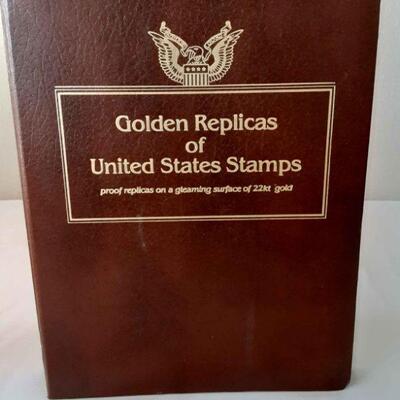 Golden Replicas
of
United States Stamps
proof replicas on a gleaming surface of 22kt gold